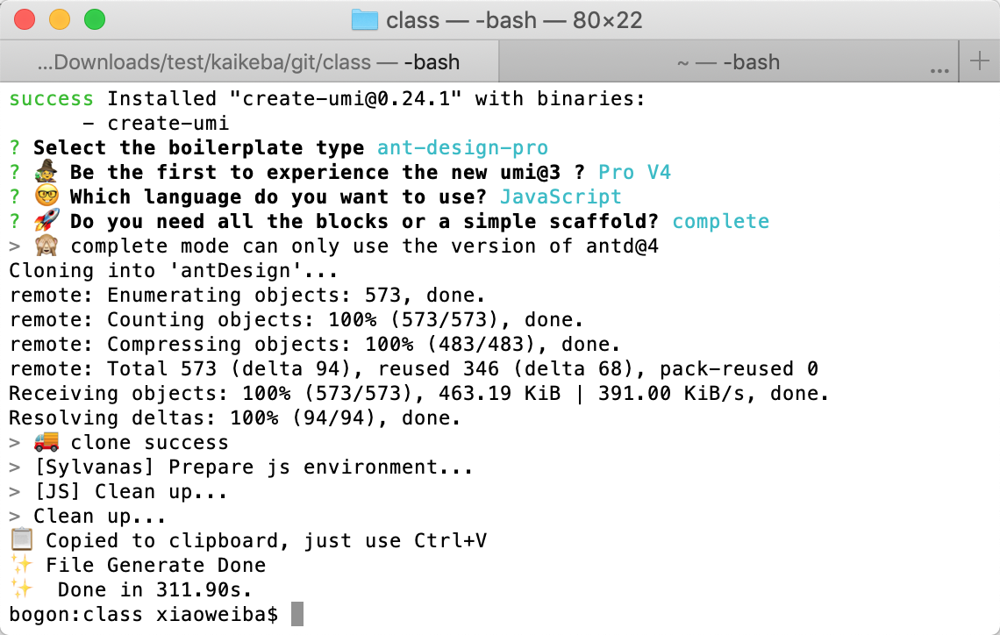 class — -bash — 80×22
...Downloads/test/kaikeba/git/class — -bash
~ — -bash
...
success Installed "create-umi@0.24.1" with binaries:
      - create-umi
? Select the boilerplate type ant-design-pro
? 🧙 Be the first to experience the new umi@3 ? Pro V4
? 🤓 Which language do you want to use? JavaScript
? 🚀 Do you need all the blocks or a simple scaffold? complete
> 🙈 complete mode can only use the version of antd@4
Cloning into 'antDesign'...
remote: Enumerating objects: 573, done.
remote: Counting objects: 100% (573/573), done.
remote: Compressing objects: 100% (483/483), done.
remote: Total 573 (delta 94), reused 346 (delta 68), pack-reused 0
Receiving objects: 100% (573/573), 463.19 KiB | 391.00 KiB/s, done.
Resolving deltas: 100% (94/94), done.
> 🚚 clone success
> [Sylvanas] Prepare js environment...
> [JS] Clean up...
> Clean up...
📋 Copied to clipboard, just use Ctrl+V
✨ File Generate Done
✨  Done in 311.90s.
bogon:class xiaoweiba$